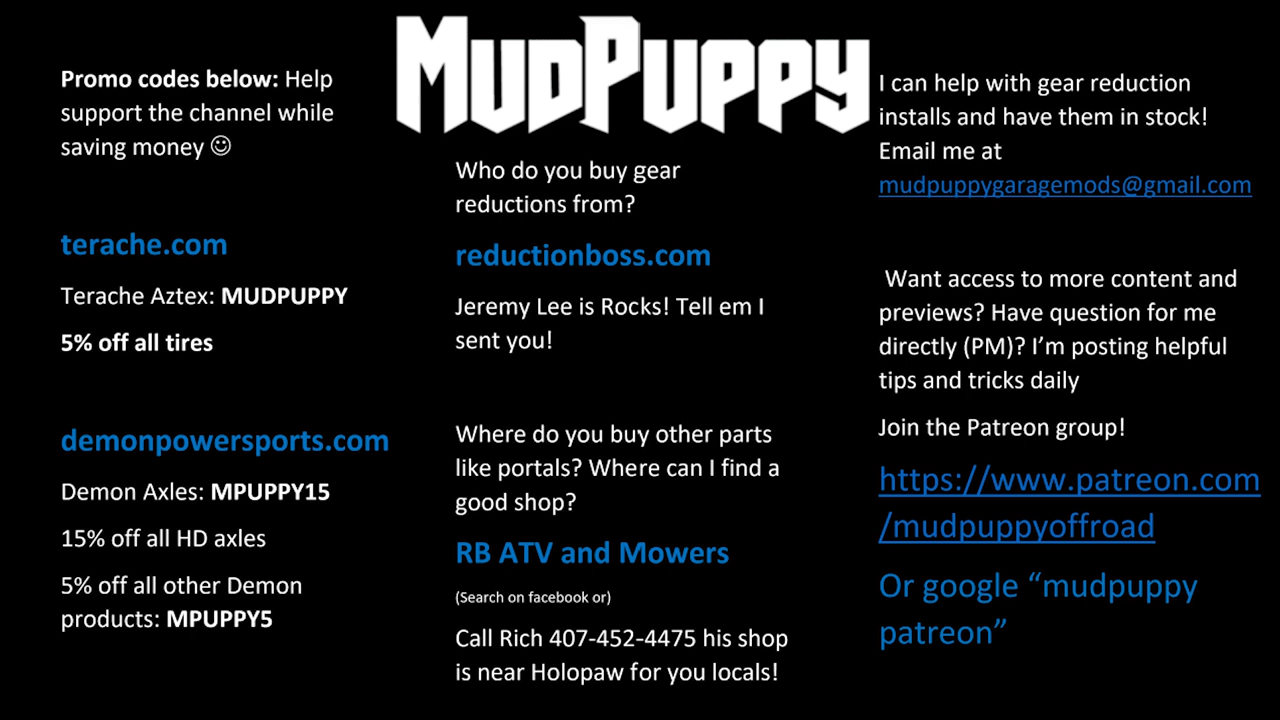 MUDPUPPY
Promo codes below: Help
support the channel while
saving money ☺
terache.com
Terache Aztex: MUDPUPPY
5% off all tires
demonpowersports.com
Demon Axles: MPUPPY15
15% off all HD axles
5% off all other Demon
products: MPUPPY5
Who do you buy gear
reductions from?
reductionboss.com
Jeremy Lee is Rocks! Tell em I
sent you!
Where do you buy other parts
like portals? Where can I find a
good shop?
RB ATV and Mowers
(Search on facebook or)
Call Rich 407-452-4475 his shop
is near Holopaw for you locals!
I can help with gear reduction
installs and have them in stock!
Email me at
mudpuppygaragemods@gmail.com
Want access to more content and
previews? Have question for me
directly (PM)? I’m posting helpful
tips and tricks daily
Join the Patreon group!
https://www.patreon.com
/mudpuppyoffroad
Or google “mudpuppy
patreon”